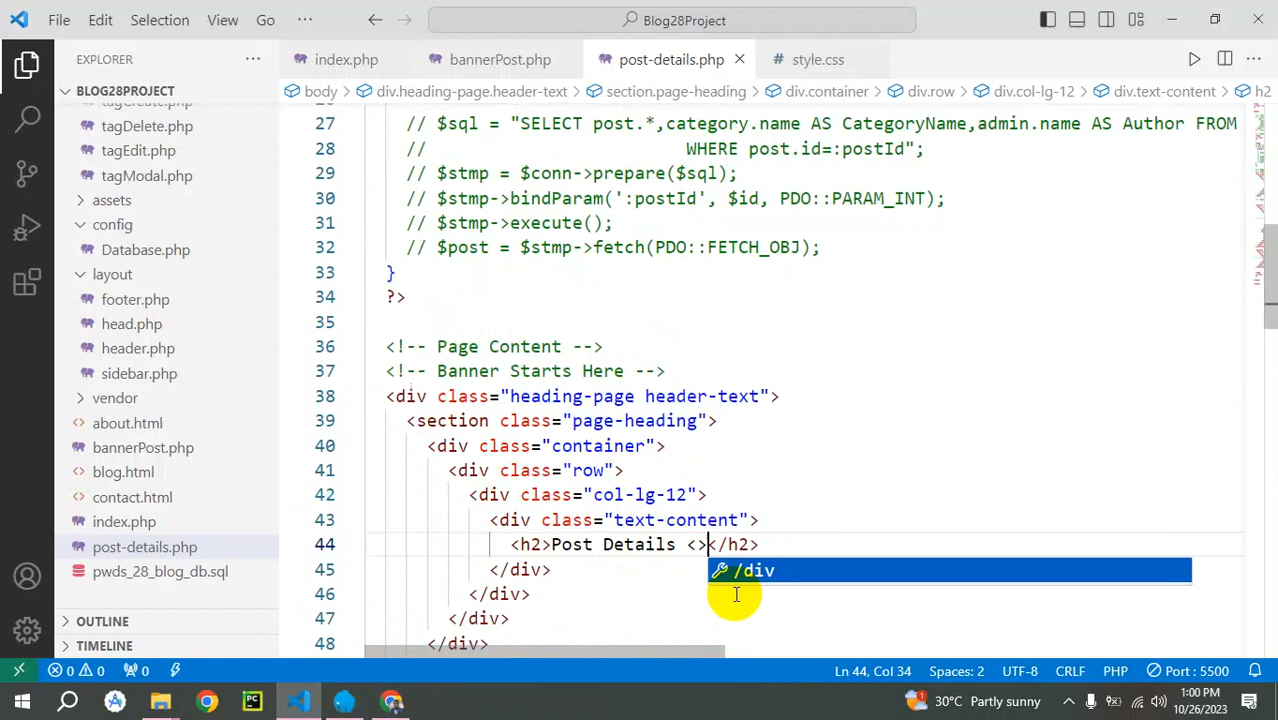 File Edit Selection View Go ··· Blog28Project
EXPLORER ··· index.php bannerPost.php post-details.php style.css
BLOG28PROJECT body div.heading-page.header-text section.page-heading div.container div.row div.col-lg-12 div.text-content h2
tagDelete.php
tagEdit.php
tagModal.php
assets
config
Database.php
layout
footer.php
head.php
header.php
sidebar.php
vendor
about.html
bannerPost.php
blog.html
contact.html
index.php
post-details.php
pwds_28_blog_db.sql
OUTLINE
TIMELINE
27 // $sql = "SELECT post.*,category.name AS CategoryName,admin.name AS Author FROM
28 // WHERE post.id=:postId";
29 // $stmp = $conn->prepare($sql);
30 // $stmp->bindParam(':postId', $id, PDO::PARAM_INT);
31 // $stmp->execute();
32 // $post = $stmp->fetch(PDO::FETCH_OBJ);
33 }
34 ?>
35
36 <!-- Page Content -->
37 <!-- Banner Starts Here -->
38 <div class="heading-page header-text">
39 <section class="page-heading">
40 <div class="container">
41 <div class="row">
42 <div class="col-lg-12">
43 <div class="text-content">
44 <h2>Post Details <></h2>
/div
45 </div>
46 </div>
47 </div>
48 </div>
0 0 0 Ln 44, Col 34 Spaces: 2 UTF-8 CRLF PHP Port : 5500
PC 30°C Partly sunny 1:00 PM
10/26/2023